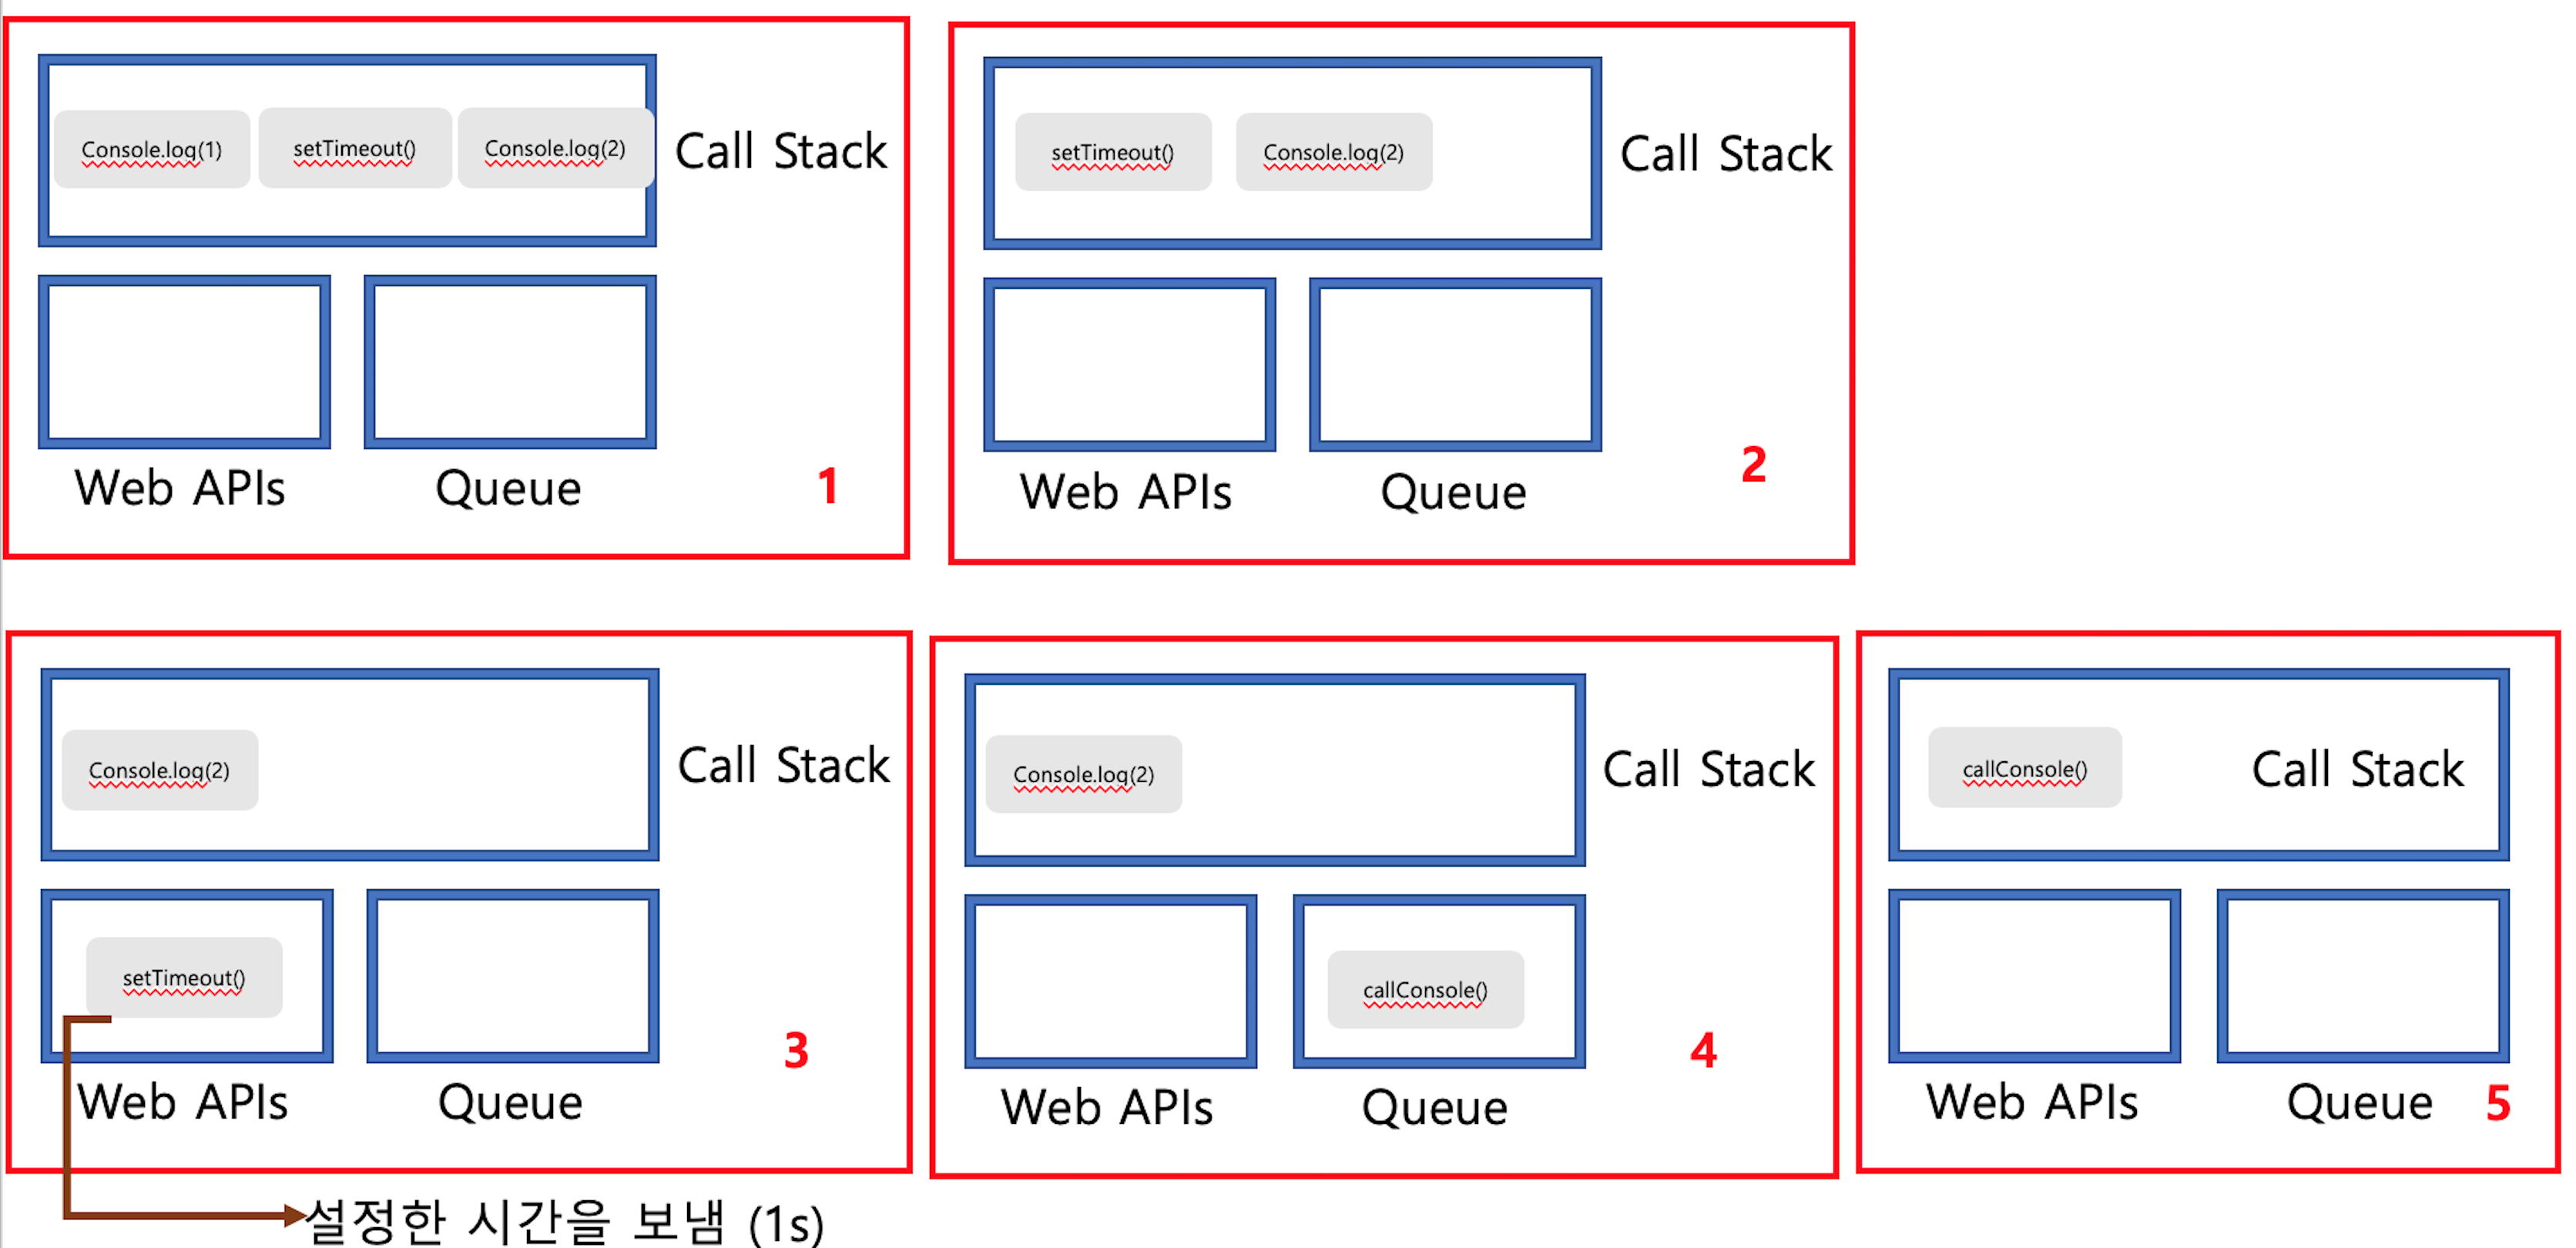 Console.log(1) setTimeout() Console.log(2) Call Stack
Web APIs Queue 1
setTimeout() Console.log(2) Call Stack
Web APIs Queue 2
Console.log(2) Call Stack
setTimeout()
Web APIs Queue 3
설정한 시간을 보냄 (1s)
Console.log(2) Call Stack
callConsole()
Web APIs Queue 4
callConsole() Call Stack
Web APIs Queue 5